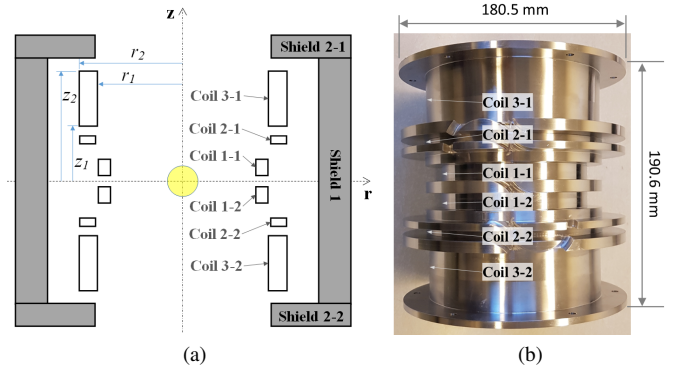 z
180.5 mm
Shield 2-1
r2
r1
z2
z1
Coil 3-1
Coil 2-1
Coil 1-1
Shield 1
r
Coil 1-2
Coil 2-2
Coil 3-2
Shield 2-2
(a)
Coil 3-1
Coil 2-1
Coil 1-1
Coil 1-2
Coil 2-2
Coil 3-2
190.6 mm
(b)